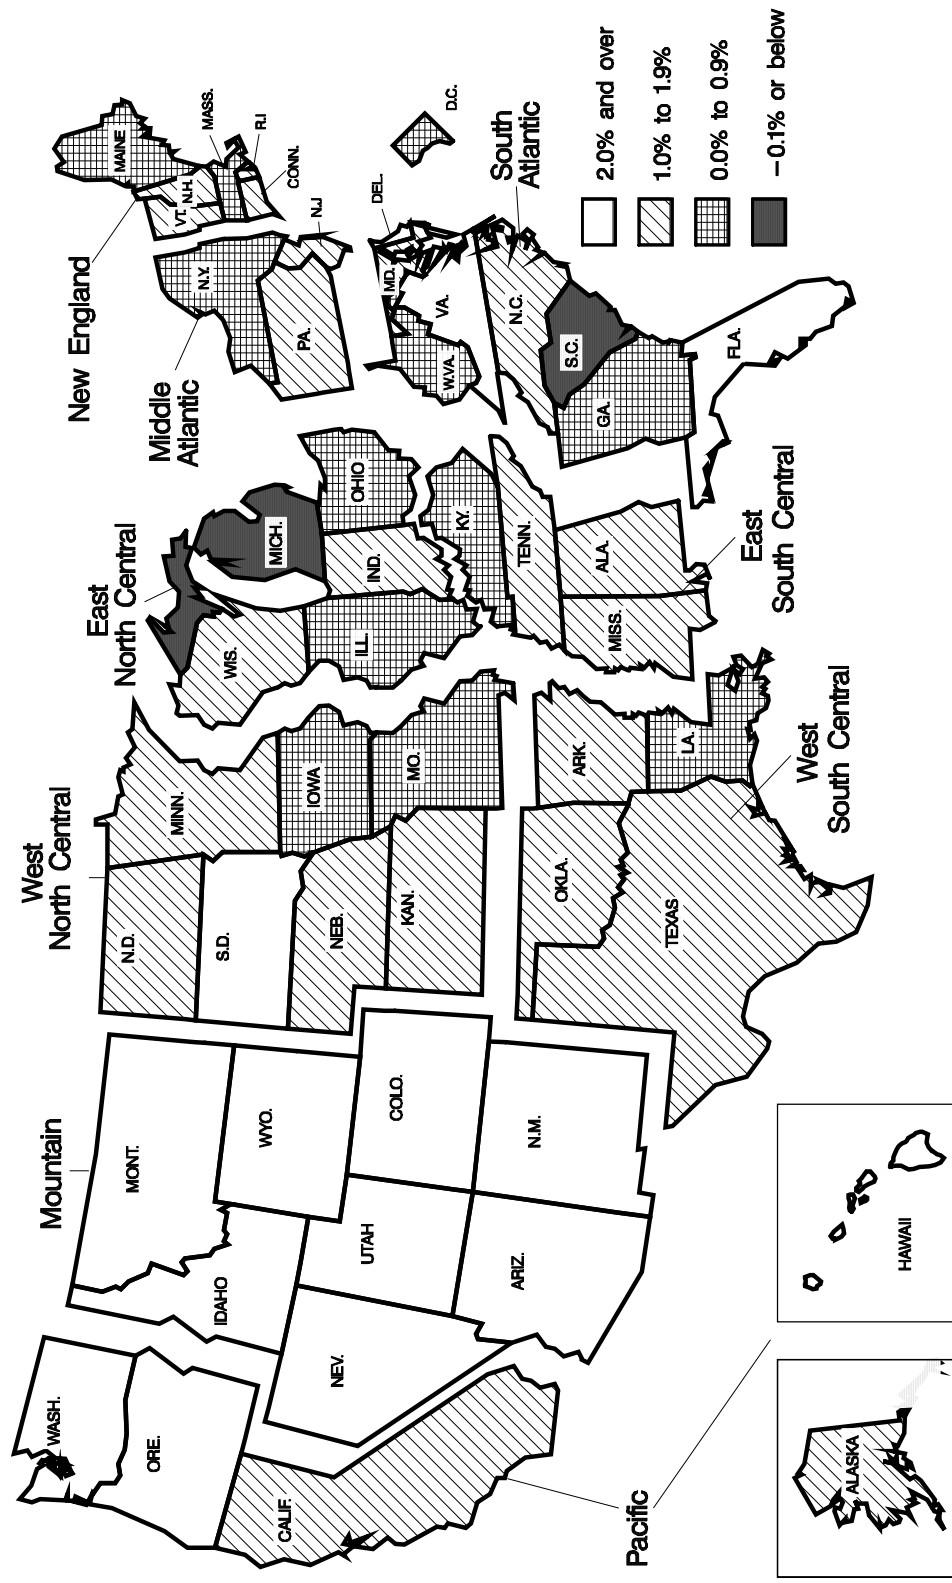 Pacific
Mountain
West
North Central
East
North Central
Middle
Atlantic
New England
WASH.
ORE.
CALIF.
NEV.
IDAHO
MONT.
WYO.
UTAH
COLO.
ARIZ.
N.M.
N.D.
S.D.
NEB.
KAN.
MINN.
IOWA
MO.
OKLA.
TEXAS
ARK.
LA.
WIS.
MICH.
ILL.
IND.
OHIO
KY.
TENN.
MISS.
ALA.
GA.
FLA.
S.C.
N.C.
VA.
W.VA.
MD.
DEL.
D.C.
PA.
N.J
N.Y.
CONN.
R.I
MASS.
VT.
N.H.
MAINE
ALASKA
HAWAII
West
South Central
East
South Central
South
Atlantic
2.0% and over
1.0% to 1.9%
0.0% to 0.9%
−0.1% or below